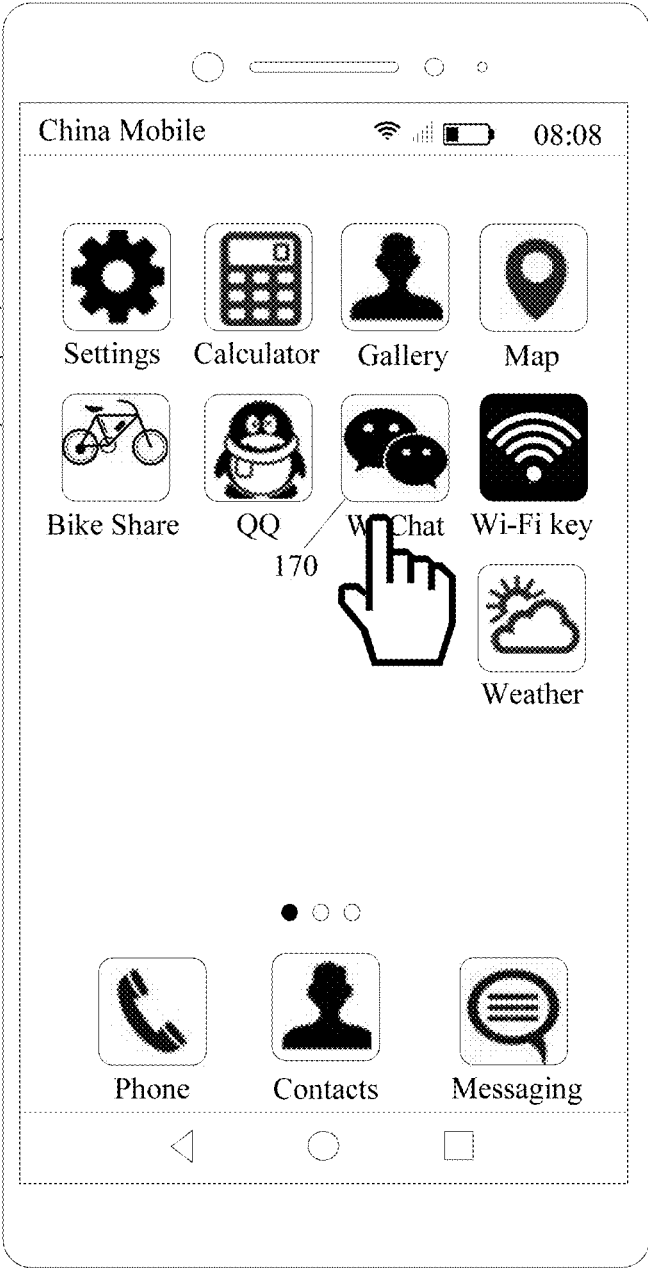 China Mobile 08:08
Settings Calculator Gallery Map
Bike Share QQ WeChat Wi-Fi key
170
Weather
Phone Contacts Messaging